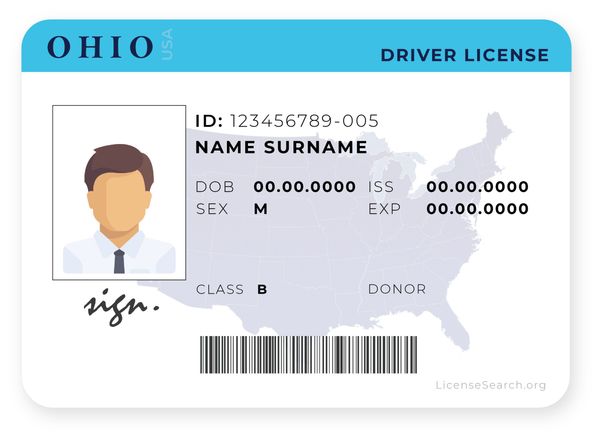 OHIO USA
DRIVER LICENSE
ID: 123456789-005
NAME SURNAME
DOB 00.00.0000 ISS 00.00.0000
SEX M EXP 00.00.0000
CLASS B DONOR
sign.
LicenseSearch.org